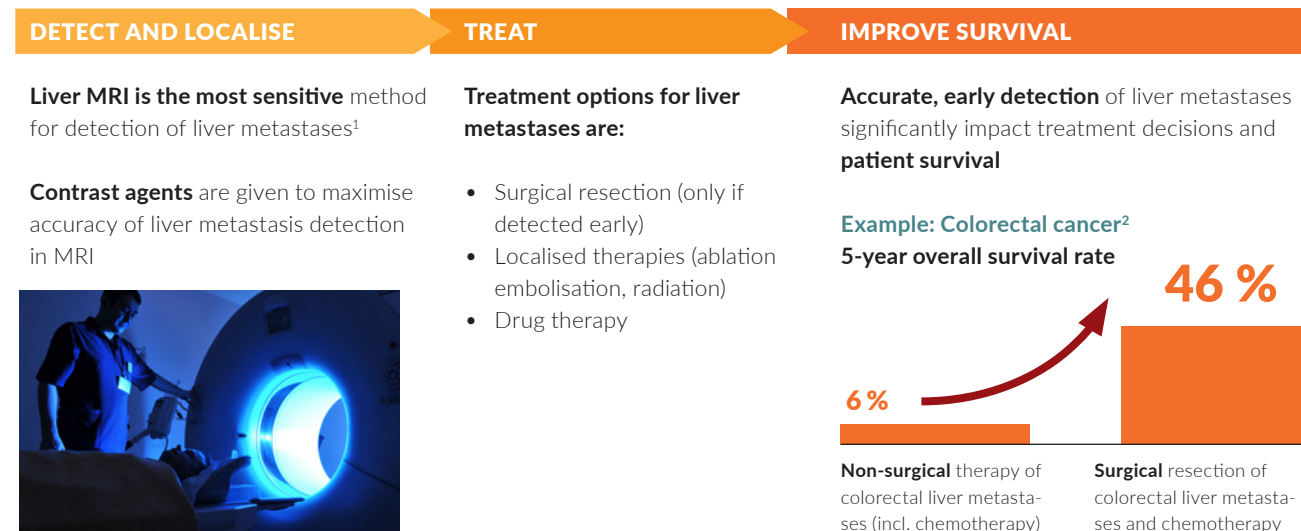 DETECT AND LOCALISE
Liver MRI is the most sensitive method
for detection of liver metastases¹
Contrast agents are given to maximise
accuracy of liver metastasis detection
in MRI
TREAT
Treatment options for liver
metastases are:
• Surgical resection (only if
detected early)
• Localised therapies (ablation
embolisation, radiation)
• Drug therapy
IMPROVE SURVIVAL
Accurate, early detection of liver metastases
significantly impact treatment decisions and
patient survival
Example: Colorectal cancer²
5-year overall survival rate
46 %
6 %
Non-surgical therapy of
colorectal liver metasta-
ses (incl. chemotherapy)
Surgical resection of
colorectal liver metasta-
ses and chemotherapy